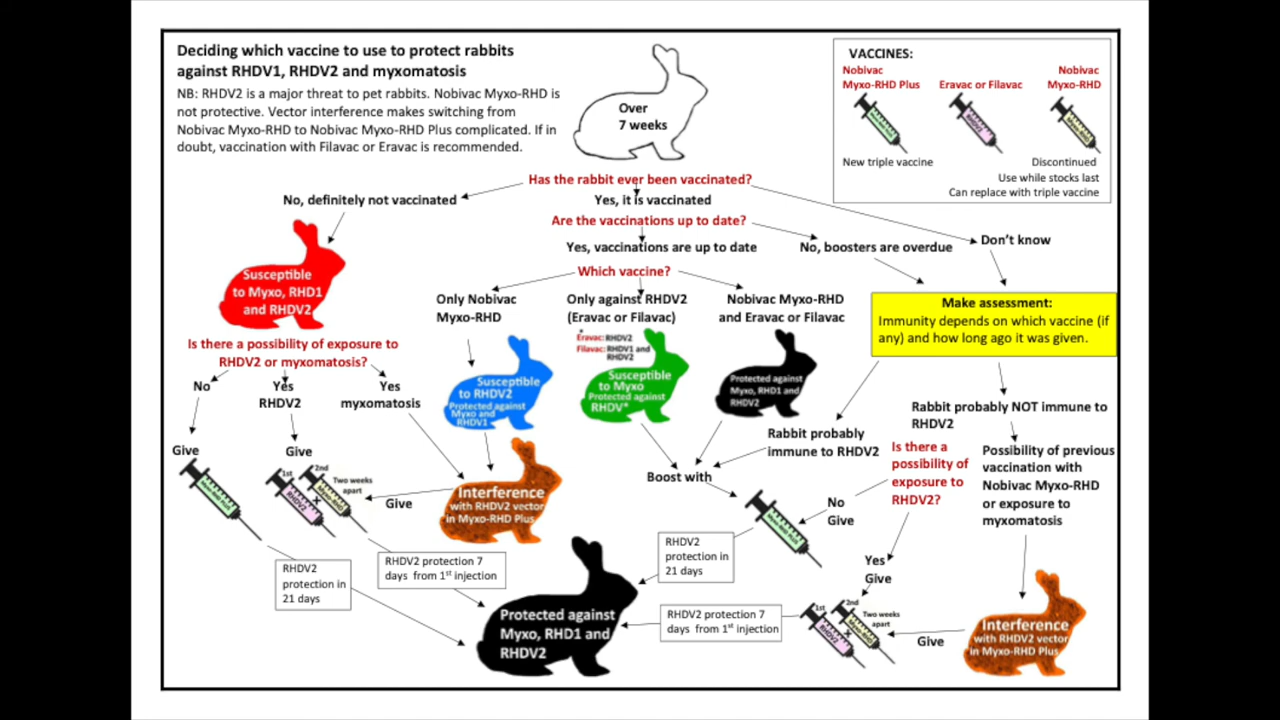 Deciding which vaccine to use to protect rabbits
against RHDV1, RHDV2 and myxomatosis
NB: RHDV2 is a major threat to pet rabbits. Nobivac Myxo-RHD is
not protective. Vector interference makes switching from
Nobivac Myxo-RHD to Nobivac Myxo-RHD Plus complicated. If in
doubt, vaccination with Filavac or Eravac is recommended.
Over
7 weeks
VACCINES:
Nobivac
Myxo-RHD Plus
Eravac or Filavac
Nobivac
Myxo-RHD
RHDV2
Myxo-RHD
New triple vaccine
Discontinued
Use while stocks last
Can replace with triple vaccine
Has the rabbit ever been vaccinated?
No, definitely not vaccinated
Yes, it is vaccinated
Are the vaccinations up to date?
Yes, vaccinations are up to date
No, boosters are overdue
Don't know
Which vaccine?
Susceptible
to Myxo, RHD1
and RHDV2
Only Nobivac
Myxo-RHD
Only against RHDV2
(Eravac or Filavac)
Nobivac Myxo-RHD
and Eravac or Filavac
Make assessment:
Immunity depends on which vaccine (if
any) and how long ago it was given.
Is there a possibility of exposure to
RHDV2 or myxomatosis?
Eravac: RHDV2
Filavac: RHDV1 and
RHDV2
Susceptible
to RHDV2
Protected against
Myxo and
RHDV1
Susceptible
to Myxo
Protected against
RHDV*
Protected against
Myxo, RHD1 and
RHDV2
No
Yes
RHDV2
Yes
myxomatosis
Rabbit probably
immune to RHDV2
Rabbit probably NOT immune to
RHDV2
Is there a
possibility of
exposure to
RHDV2?
Possibility of previous
vaccination with
Nobivac Myxo-RHD
or exposure to
myxomatosis
Give
Give
1st
2nd
Two weeks
apart
RHDV2
Myxo-RHD
Give
Interference
with RHDV2 vector
in Myxo-RHD Plus
Boost with
No
Give
RHDV2
protection in
21 days
RHDV2 protection 7
days from 1st injection
RHDV2
protection in
21 days
Yes
Give
Protected against
Myxo, RHD1 and
RHDV2
RHDV2 protection 7
days from 1st injection
1st
2nd
Two weeks
apart
RHDV2
Myxo-RHD
Give
Interference
with RHDV2 vector
in Myxo-RHD Plus